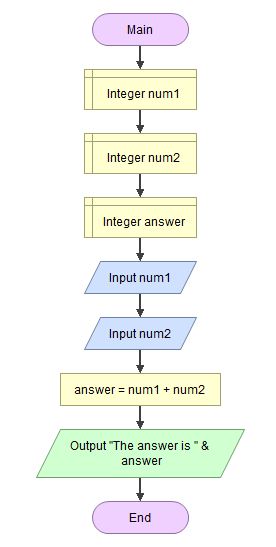 Main
Integer num1
Integer num2
Integer answer
Input num1
Input num2
answer = num1 + num2
Output "The answer is " &
answer
End